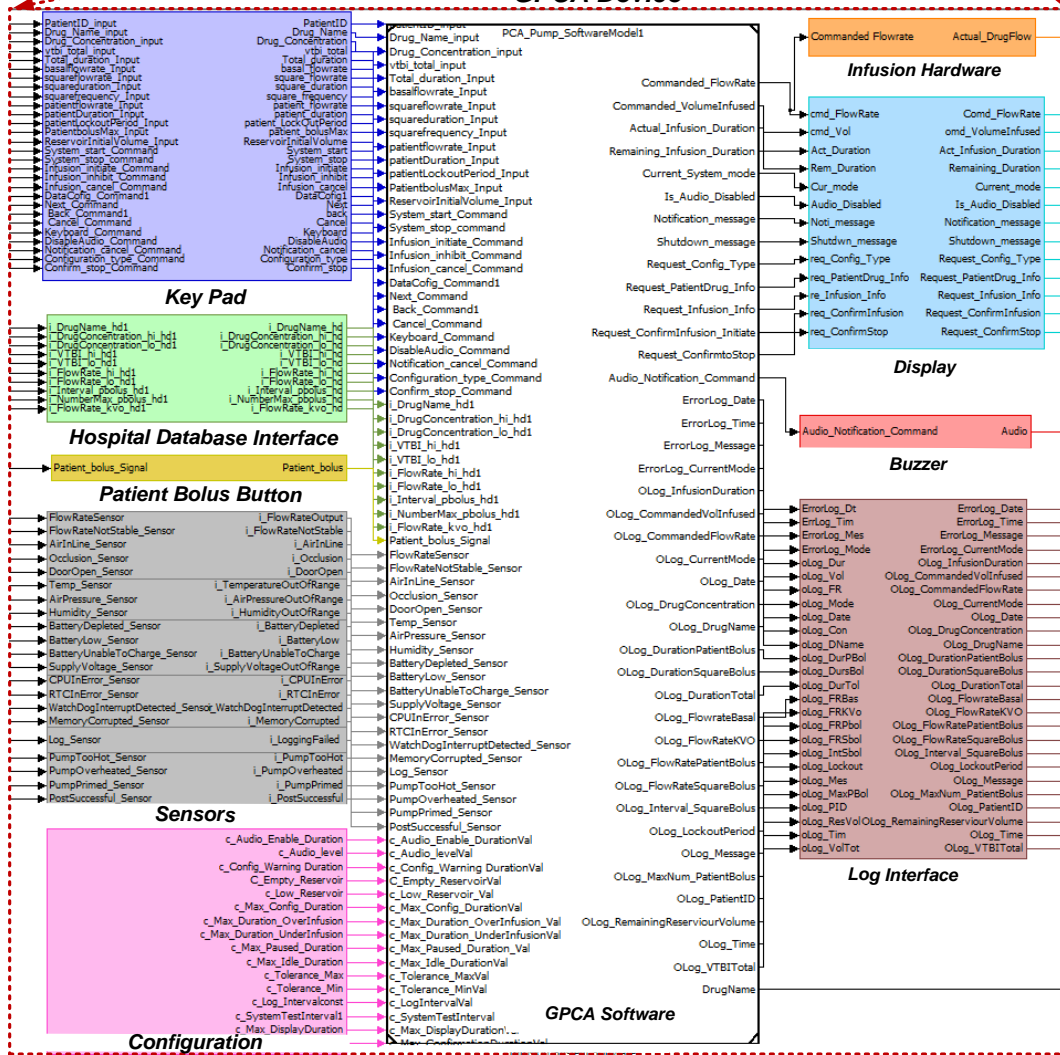 GPCA Device
PatientID_input PatientID
Drug_Name_input Drug_Name
Drug_Concentration_input Drug_Concentration
vtbi_total_input vtbi_total
Total_duration_Input Total_duration
basalflowrate_Input basal_flowrate
squareflowrate_Input square_flowrate
squareduration_Input square_duration
squarefrequency_Input square_frequency
patientflowrate_Input patient_flowrate
patientDuration_Input patient_duration
patientLockoutPeriod_Input patient_LockOutPeriod
PatientbolusMax_Input patient_bolusMax
ReservoirInitialVolume_Input ReservoirInitialVolume
System_start_Command System_start
System_stop_command System_stop
Infusion_initiate_Command Infusion_initiate
Infusion_inhibit_Command Infusion_inhibit
Infusion_cancel_Command Infusion_cancel
DataCofig_Command1 DataCofig1
Next_Command Next
Back_Command1 back
Cancel_Command Cancel
Keyboard_Command Keyboard
DisableAudio_Command DisableAudio
Notification_cancel_Command Notification_cancel
Configuration_type_Command Configuration_type
Confirm_stop_Command Confirm_stop
Key Pad
i_DrugName_hd1 i_DrugName_hd
i_DrugConcentration_hi_hd1 i_DrugConcentration_hi_hd
i_DrugConcentration_lo_hd1 i_DrugConcentration_lo_hd
i_VTBI_hi_hd1 i_VTBI_hi_hd
i_VTBI_lo_hd1 i_VTBI_lo_hd
i_FlowRate_hi_hd1 i_FlowRate_hi_hd
i_FlowRate_lo_hd1 i_FlowRate_lo_hd
i_Interval_pbolus_hd1 i_Interval_pbolus_hd
i_NumberMax_pbolus_hd1 i_NumberMax_pbolus_hd
i_FlowRate_kvo_hd1 i_FlowRate_kvo_hd
Hospital Database Interface
Patient_bolus_Signal Patient_bolus
Patient Bolus Button
FlowRateSensor i_FlowRateOutput
FlowRateNotStable_Sensor i_FlowRateNotStable
AirInLine_Sensor i_AirInLine
Occlusion_Sensor i_Occlusion
DoorOpen_Sensor i_DoorOpen
Temp_Sensor i_TemperatureOutOfRange
AirPressure_Sensor i_AirPressureOutOfRange
Humidity_Sensor i_HumidityOutOfRange
BatteryDepleted_Sensor i_BatteryDepleted
BatteryLow_Sensor i_BatteryLow
BatteryUnableToCharge_Sensor i_BatteryUnableToCharge
SupplyVoltage_Sensor i_SupplyVoltageOutOfRange
CPUInError_Sensor i_CPUInError
RTCInError_Sensor i_RTCInError
WatchDogInterruptDetected_Sensor i_WatchDogInterruptDetected
MemoryCorrupted_Sensor i_MemoryCorrupted
Log_Sensor i_LoggingFailed
PumpTooHot_Sensor i_PumpTooHot
PumpOverheated_Sensor i_PumpOverheated
PumpPrimed_Sensor i_PumpPrimed
PostSuccessful_Sensor i_PostSuccessful
Sensors
c_Audio_Enable_Duration
c_Audio_level
c_Config_Warning Duration
C_Empty_Reservoir
c_Low_Reservoir
c_Max_Config_Duration
c_Max_Duration_OverInfusion
c_Max_Duration_UnderInfusion
c_Max_Paused_Duration
c_Max_Idle_Duration
c_Tolerance_Max
c_Tolerance_Min
c_Log_Intervalconst
c_SystemTestInterval1
c_Max_DisplayDuration
Configuration
PatientID_input
PCA_Pump_SoftwareModel1
Drug_Name_input
Drug_Concentration_input
vtbi_total_input
Total_duration_Input
basalflowrate_Input
squareflowrate_Input
squareduration_Input
squarefrequency_Input
patientflowrate_Input
patientDuration_Input
patientLockoutPeriod_Input
PatientbolusMax_Input
ReservoirInitialVolume_Input
System_start_Command
System_stop_command
Infusion_initiate_Command
Infusion_inhibit_Command
Infusion_cancel_Command
DataCofig_Command1
Next_Command
Back_Command1
Cancel_Command
Keyboard_Command
DisableAudio_Command
Notification_cancel_Command
Configuration_type_Command
Confirm_stop_Command
i_DrugName_hd1
i_DrugConcentration_hi_hd1
i_DrugConcentration_lo_hd1
i_VTBI_hi_hd1
i_VTBI_lo_hd1
i_FlowRate_hi_hd1
i_FlowRate_lo_hd1
i_Interval_pbolus_hd1
i_NumberMax_pbolus_hd1
i_FlowRate_kvo_hd1
Patient_bolus_Signal
FlowRateSensor
FlowRateNotStable_Sensor
AirInLine_Sensor
Occlusion_Sensor
DoorOpen_Sensor
Temp_Sensor
AirPressure_Sensor
Humidity_Sensor
BatteryDepleted_Sensor
BatteryLow_Sensor
BatteryUnableToCharge_Sensor
SupplyVoltage_Sensor
CPUInError_Sensor
RTCInError_Sensor
WatchDogInterruptDetected_Sensor
MemoryCorrupted_Sensor
Log_Sensor
PumpTooHot_Sensor
PumpOverheated_Sensor
PumpPrimed_Sensor
PostSuccessful_Sensor
c_Audio_Enable_DurationVal
c_Audio_levelVal
c_Config_Warning DurationVal
C_Empty_ReservoirVal
c_Low_Reservoir_Val
c_Max_Config_DurationVal
c_Max_Duration_OverInfusion_Val
c_Max_Duration_UnderInfusionVal
c_Max_Paused_Duration_Val
c_Max_Idle_DurationVal
c_Tolerance_MaxVal
c_Tolerance_MinVal
c_LogIntervalVal
c_SystemTestInterval
c_Max_DisplayDuration
c_Max_ConfirmationDurationVal
Commanded_FlowRate
Commanded_VolumeInfused
Actual_Infusion_Duration
Remaining_Infusion_Duration
Current_System_mode
Is_Audio_Disabled
Notification_message
Shutdown_message
Request_Config_Type
Request_PatientDrug_Info
Request_Infusion_Info
Request_ConfirmInfusion_Initiate
Request_ConfirmtoStop
Audio_Notification_Command
ErrorLog_Date
ErrorLog_Time
ErrorLog_Message
ErrorLog_CurrentMode
OLog_InfusionDuration
OLog_CommandedVolInfused
OLog_CommandedFlowRate
OLog_CurrentMode
OLog_Date
OLog_DrugConcentration
OLog_DrugName
OLog_DurationPatientBolus
OLog_DurationSquareBolus
OLog_DurationTotal
OLog_FlowrateBasal
OLog_FlowRateKVO
OLog_FlowRatePatientBolus
OLog_FlowRateSquareBolus
OLog_Interval_SquareBolus
OLog_LockoutPeriod
OLog_Message
OLog_MaxNum_PatientBolus
OLog_PatientID
OLog_RemainingReserviourVolume
OLog_Time
OLog_VTBITotal
DrugName
GPCA Software
Commanded Flowrate Actual_DrugFlow
Infusion Hardware
cmd_FlowRate Comd_FlowRate
cmd_Vol omd_VolumeInfused
Act_Duration Act_Infusion_Duration
Rem_Duration Remaining_Duration
Cur_mode Current_mode
Audio_Disabled Is_Audio_Disabled
Noti_message Notification_message
Shutdwn_message Shutdown_message
req_Config_Type Request_Config_Type
req_PatientDrug_Info Request_PatientDrug_Info
re_Infusion_Info Request_Infusion_Info
req_ConfirmInfusion Request_ConfirmInfusion
req_ConfirmStop Request_ConfirmStop
Display
Audio_Notification_Command Audio
Buzzer
ErrorLog_Dt ErrorLog_Date
ErrLog_Tim ErrorLog_Time
ErrorLog_Mes ErrorLog_Message
ErrorLog_Mode ErrorLog_CurrentMode
oLog_Dur OLog_InfusionDuration
oLog_Vol OLog_CommandedVolInfused
oLog_FR OLog_CommandedFlowRate
oLog_Mode OLog_CurrentMode
oLog_Date OLog_Date
oLog_Con OLog_DrugConcentration
oLog_DName OLog_DrugName
oLog_DurPBol OLog_DurationPatientBolus
oLog_DursBol OLog_DurationSquareBolus
oLog_DurTol OLog_DurationTotal
oLog_FRBas OLog_FlowrateBasal
oLog_FRKVo OLog_FlowRateKVO
oLog_FRPbol OLog_FlowRatePatientBolus
oLog_FRSbol OLog_FlowRateSquareBolus
oLog_IntSbol OLog_Interval_SquareBolus
oLog_Lockout OLog_LockoutPeriod
oLog_Mes OLog_Message
oLog_MaxPBol OLog_MaxNum_PatientBolus
oLog_PID OLog_PatientID
oLog_ResVol OLog_RemainingReserviourVolume
oLog_Tim OLog_Time
oLog_VolTot OLog_VTBITotal
Log Interface